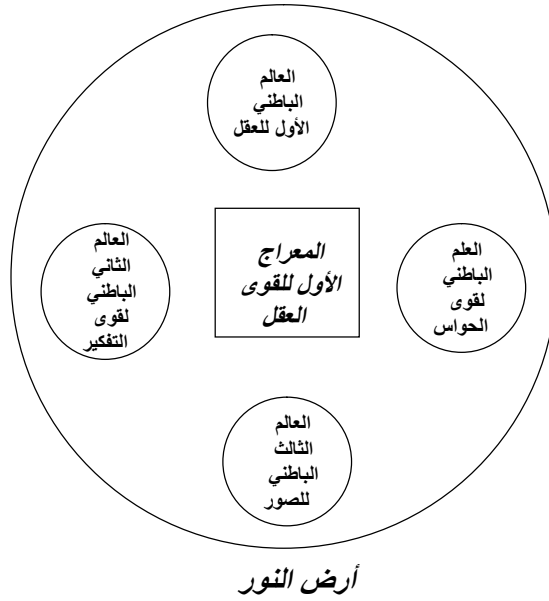 العالم
الباطني
الأول للعقل
العلم
الباطني
لقوى
الحواس
المعراج
الأول للقوى
العقل
العالم
الثاني
الباطني
لقوى
التفكير
العالم
الثالث
الباطني
للصور
أرض النور